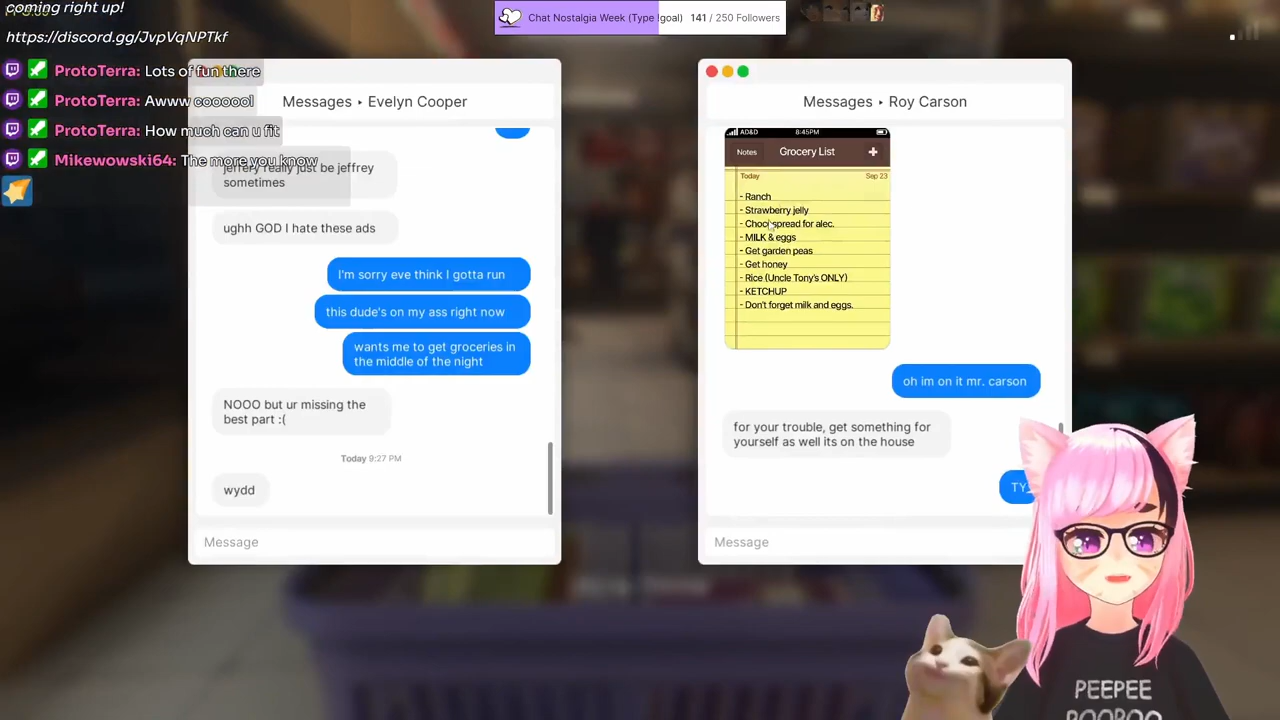 coming right up!
https://discord.gg/JvpVqNPTkf
ProtoTerra: Lots of fun there
ProtoTerra: Awww coooool
ProtoTerra: How much can u fit
Mikewowski64: The more you know
Chat Nostalgia Week (Type !goal) 141 / 250 Followers
Messages ▸ Evelyn Cooper
jeffery really just be jeffrey
sometimes
ughh GOD I hate these ads
I'm sorry eve think I gotta run
this dude's on my ass right now
wants me to get groceries in
the middle of the night
NOOO but ur missing the
best part :(
Today 9:27 PM
wydd
Message
Messages ▸ Roy Carson
AD&D 8:45PM
Notes Grocery List +
Today Sep 23
- Ranch
- Strawberry jelly
- Choco spread for alec.
- MILK & eggs
- Get garden peas
- Get honey
- Rice (Uncle Tony's ONLY)
- KETCHUP
- Don't forget milk and eggs.
oh im on it mr. carson
for your trouble, get something for
yourself as well its on the house
Message
PEEPEE
POOPOO